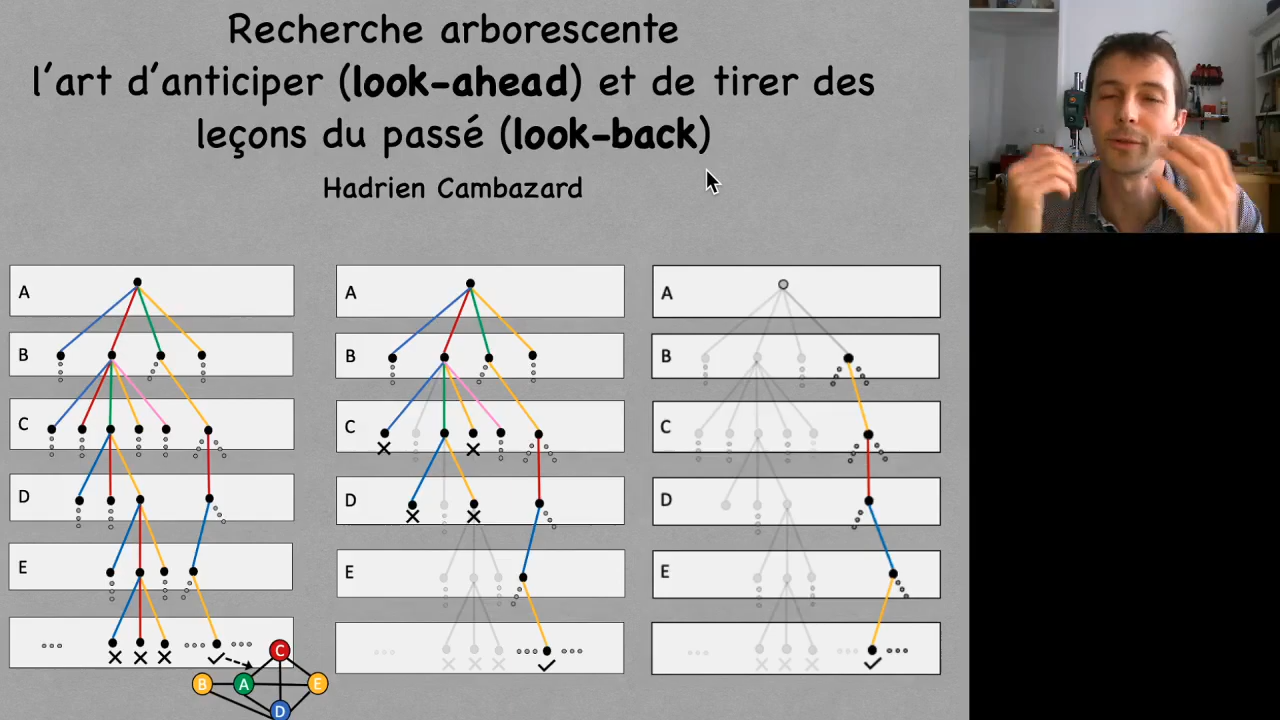 Recherche arborescente
l'art d'anticiper (look-ahead) et de tirer des
leçons du passé (look-back)
Hadrien Cambazard
A
B
C
D
E
A
B
C
D
E
A
B
C
D
E
C
B
A
E
D